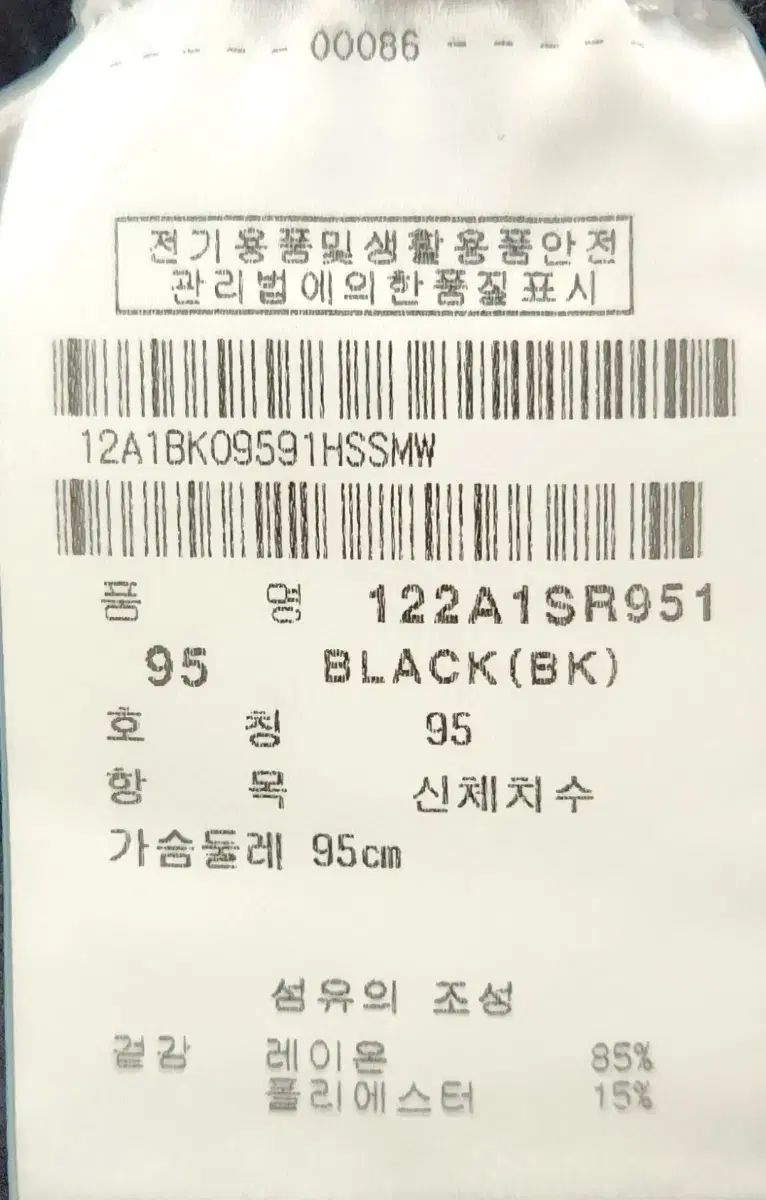 00086
전기용품및생활용품안전
관리법에의한품질표시
12A1BK09591HSSMW
품 명 122A1SR951
95 BLACK(BK)
호 칭 95
항 목 신체치수
가슴둘레 95cm
섬유의 조성
겉감 레이온 85%
폴리에스터 15%